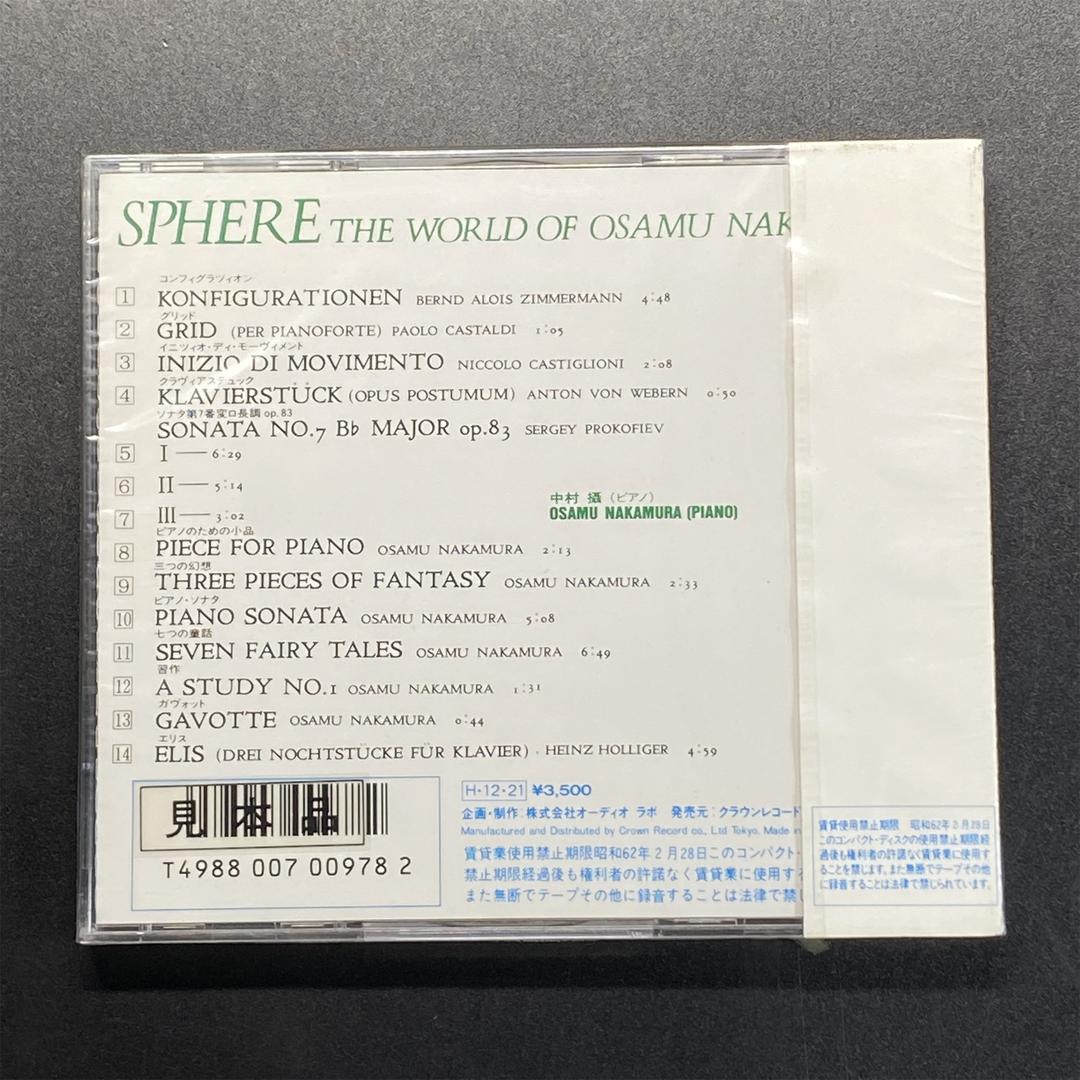 SPHERE THE WORLD OF OSAMU NAK
コンフィグラツィオン
1 KONFIGURATIONEN BERND ALOIS ZIMMERMANN 4:48
グリッド
2 GRID (PER PIANOFORTE) PAOLO CASTALDI 1:05
イニツィオ・ディ・モーヴィメント
3 INIZIO DI MOVIMENTO NICCOLO CASTIGLIONI 2:08
クラヴィアステュック
4 KLAVIERSTÜCK (OPUS POSTUMUM) ANTON VON WEBERN 0:50
ソナタ第7番変ロ長調 op.83
SONATA NO.7 B♭ MAJOR op.83 SERGEY PROKOFIEV
5 I — 6:29
6 II — 5:14
7 III — 3:02
中村 攝 (ピアノ)
OSAMU NAKAMURA (PIANO)
ピアノのための小品
8 PIECE FOR PIANO OSAMU NAKAMURA 2:13
三つの幻想
9 THREE PIECES OF FANTASY OSAMU NAKAMURA 2:33
ピアノ・ソナタ
10 PIANO SONATA OSAMU NAKAMURA 5:08
七つの童話
11 SEVEN FAIRY TALES OSAMU NAKAMURA 6:49
習作
12 A STUDY NO.1 OSAMU NAKAMURA 1:31
ガヴォット
13 GAVOTTE OSAMU NAKAMURA 0:44
エリス
14 ELIS (DREI NOCHTSTÜCKE FÜR KLAVIER) · HEINZ HOLLIGER 4:59
見本品
T4988 007 00978 2
H・12・21 ¥3,500
企画・制作：株式会社オーディオ ラボ 発売元：クラウンレコード
Manufactured and Distributed by Crown Record co., Ltd Tokyo. Made in
賃貸業使用禁止期限昭和62年2月28日このコンパクト・
禁止期限経過後も権利者の許諾なく賃貸業に使用する
また無断でテープその他に録音することは法律で禁じ
賃貸使用禁止期限 昭和62年2月28日
このコンパクト・ディスクの使用禁止期限経
過後も権利者の許諾なく賃貸業に使用す
ることを禁じます。また無断でテープその他
に録音することは法律で禁じられています。